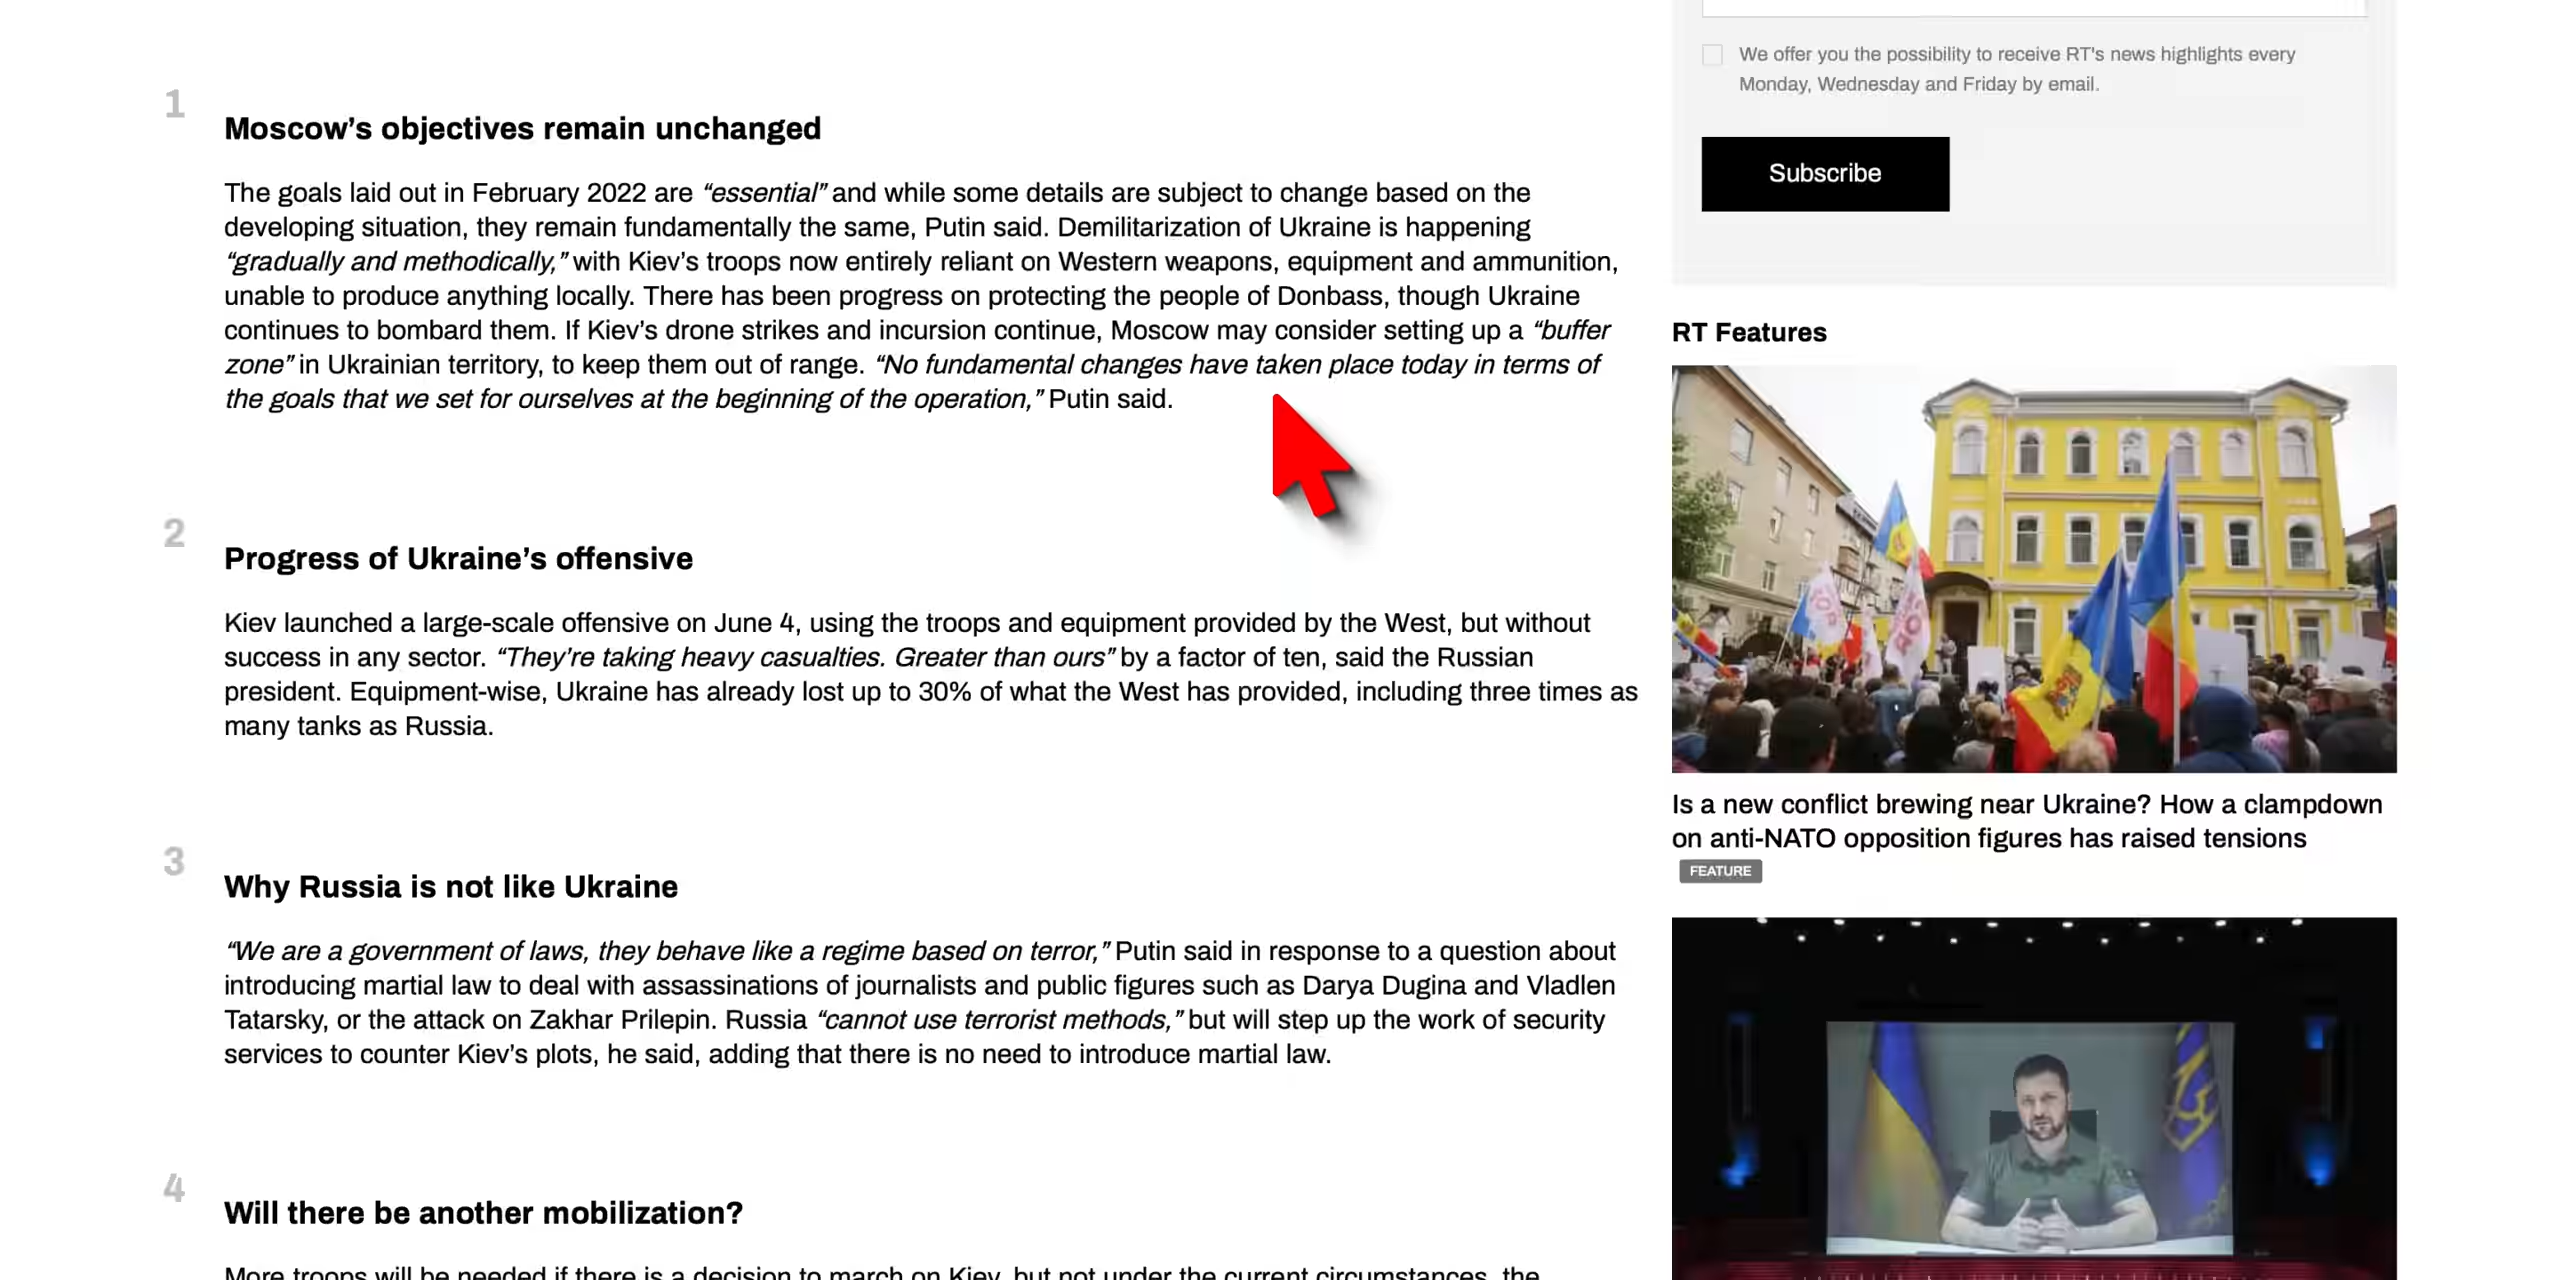 We offer you the possibility to receive RT's news highlights every
Monday, Wednesday and Friday by email.
Subscribe
1
Moscow’s objectives remain unchanged
The goals laid out in February 2022 are “essential” and while some details are subject to change based on the
developing situation, they remain fundamentally the same, Putin said. Demilitarization of Ukraine is happening
“gradually and methodically,” with Kiev’s troops now entirely reliant on Western weapons, equipment and ammunition,
unable to produce anything locally. There has been progress on protecting the people of Donbass, though Ukraine
continues to bombard them. If Kiev’s drone strikes and incursion continue, Moscow may consider setting up a “buffer
zone” in Ukrainian territory, to keep them out of range. “No fundamental changes have taken place today in terms of
the goals that we set for ourselves at the beginning of the operation,” Putin said.
2
Progress of Ukraine’s offensive
Kiev launched a large-scale offensive on June 4, using the troops and equipment provided by the West, but without
success in any sector. “They’re taking heavy casualties. Greater than ours” by a factor of ten, said the Russian
president. Equipment-wise, Ukraine has already lost up to 30% of what the West has provided, including three times as
many tanks as Russia.
3
Why Russia is not like Ukraine
“We are a government of laws, they behave like a regime based on terror,” Putin said in response to a question about
introducing martial law to deal with assassinations of journalists and public figures such as Darya Dugina and Vladlen
Tatarsky, or the attack on Zakhar Prilepin. Russia “cannot use terrorist methods,” but will step up the work of security
services to counter Kiev’s plots, he said, adding that there is no need to introduce martial law.
4
Will there be another mobilization?
More troops will be needed if there is a decision to march on Kiev, but not under the current circumstances, the
RT Features
Is a new conflict brewing near Ukraine? How a clampdown
on anti-NATO opposition figures has raised tensions
FEATURE